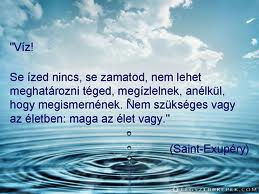 "Víz!
Se ízed nincs, se zamatod, nem lehet
meghatározni téged, megízlelnek, anélkül,
hogy megismernének. Nem szükséges vagy
az életben: maga az élet vagy."
(Saint-Exupéry)